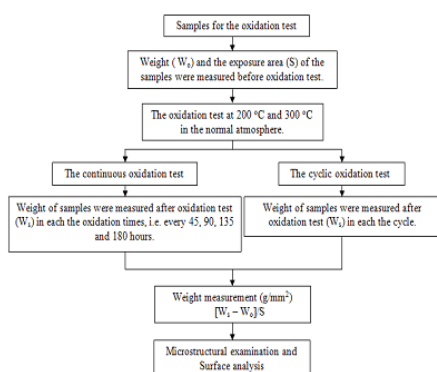 Samples for the oxidation test
Weight ( W₀) and the exposure area (S) of the
samples were measured before oxidation test.
The oxidation test at 200 °C and 300 °C
in the normal atmosphere.
The continuous oxidation test
The cyclic oxidation test
Weight of samples were measured after oxidation test
(W₁) in each the oxidation times, i.e. every 45, 90, 135
and 180 hours.
Weight of samples were measured after
oxidation test (W₁) in each the cycle.
Weight measurement (g/mm²)
[W₁ – W₀]/S
Microstructural examination and
Surface analysis